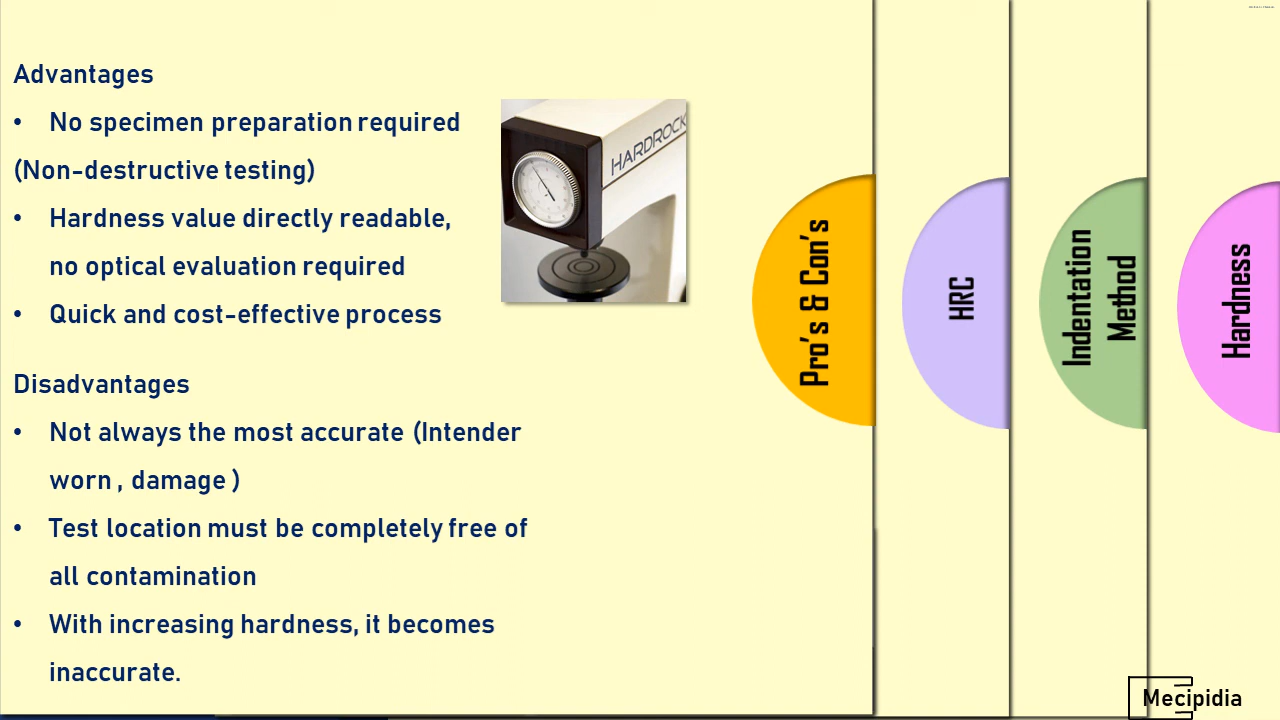 Advantages
• No specimen preparation required
(Non-destructive testing)
• Hardness value directly readable,
no optical evaluation required
• Quick and cost-effective process
HARDROCK
Disadvantages
• Not always the most accurate (Intender
worn , damage )
• Test location must be completely free of
all contamination
• With increasing hardness, it becomes
inaccurate.
Pro's & Con's
HRC
Indentation
Method
Hardness
Mecipidia